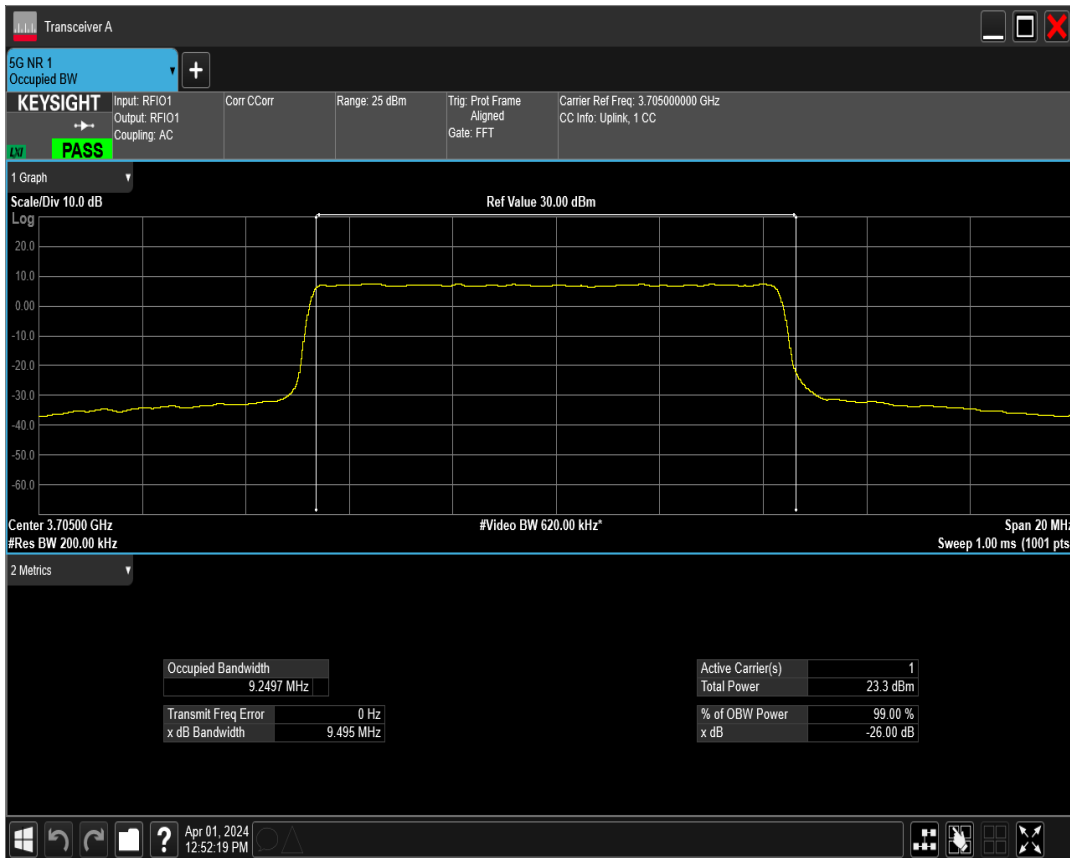 Transceiver A
5G NR 1
Occupied BW
+
KEYSIGHT
LXI
PASS
Input: RFIO1
Output: RFIO1
Coupling: AC
Corr CCorr
Range: 25 dBm
Trig: Prot Frame
Aligned
Gate: FFT
Carrier Ref Freq: 3.705000000 GHz
CC Info: Uplink, 1 CC
1 Graph
Scale/Div 10.0 dB
Ref Value 30.00 dBm
Log
20.0
10.0
0.00
-10.0
-20.0
-30.0
-40.0
-50.0
-60.0
Center 3.70500 GHz
#Video BW 620.00 kHz*
Span 20 MHz
#Res BW 200.00 kHz
Sweep 1.00 ms (1001 pts
2 Metrics
Occupied Bandwidth
9.2497 MHz
Transmit Freq Error 0 Hz
x dB Bandwidth 9.495 MHz
Active Carrier(s) 1
Total Power 23.3 dBm
% of OBW Power 99.00 %
x dB -26.00 dB
?
Apr 01, 2024
12:52:19 PM